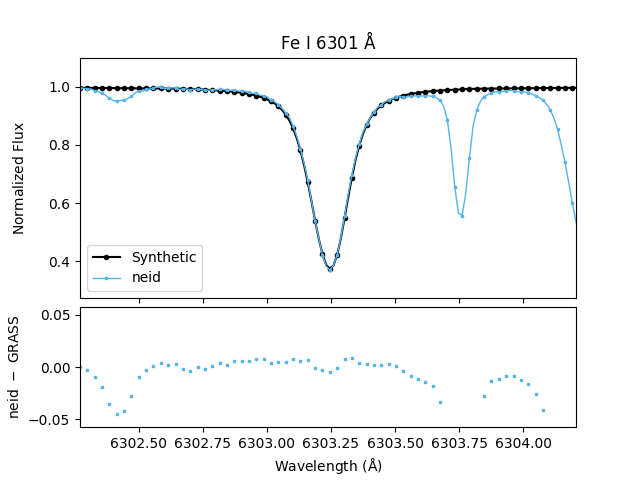 Fe I 6301 Å
Normalized Flux
1.0
0.8
0.6
0.4
Synthetic
neid
neid − GRASS
0.05
0.00
−0.05
6302.50 6302.75 6303.00 6303.25 6303.50 6303.75 6304.00
Wavelength (Å)